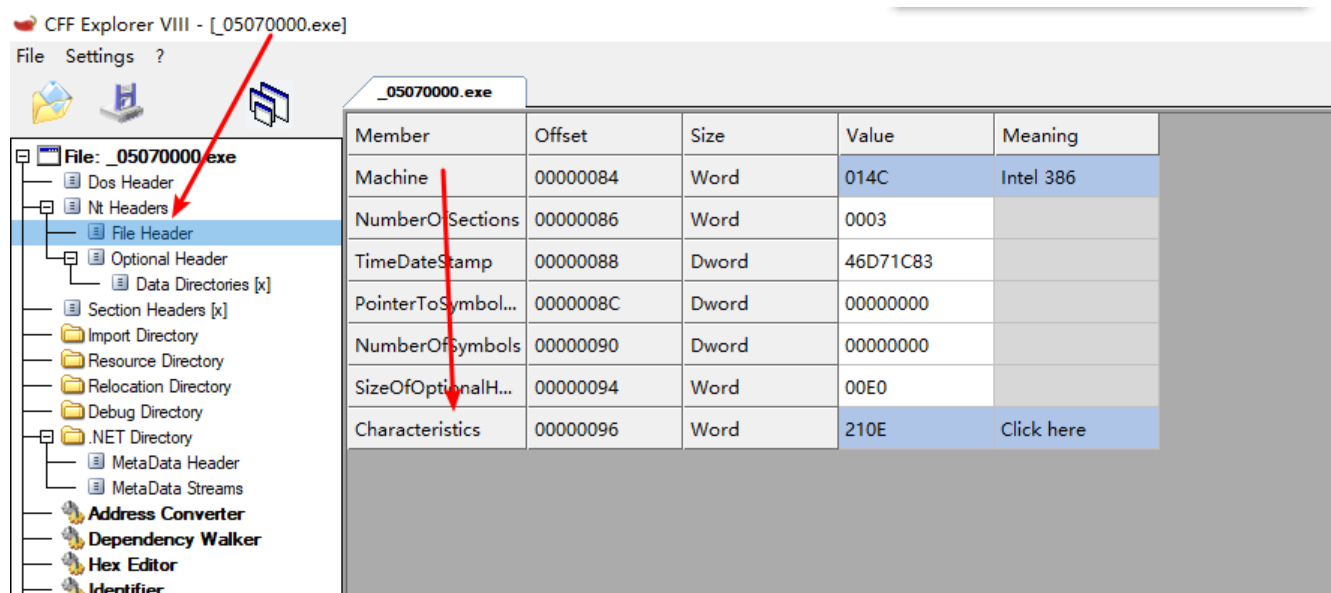 CFF Explorer VIII - [_05070000.exe]
File Settings ?
_05070000.exe
File: _05070000.exe
Dos Header
Nt Headers
File Header
Optional Header
Data Directories [x]
Section Headers [x]
Import Directory
Resource Directory
Relocation Directory
Debug Directory
.NET Directory
MetaData Header
MetaData Streams
Address Converter
Dependency Walker
Hex Editor
Identifier
Member Offset Size Value Meaning
Machine 00000084 Word 014C Intel 386
NumberOfSections 00000086 Word 0003
TimeDateStamp 00000088 Dword 46D71C83
PointerToSymbol... 0000008C Dword 00000000
NumberOfSymbols 00000090 Dword 00000000
SizeOfOptionalH... 00000094 Word 00E0
Characteristics 00000096 Word 210E Click here